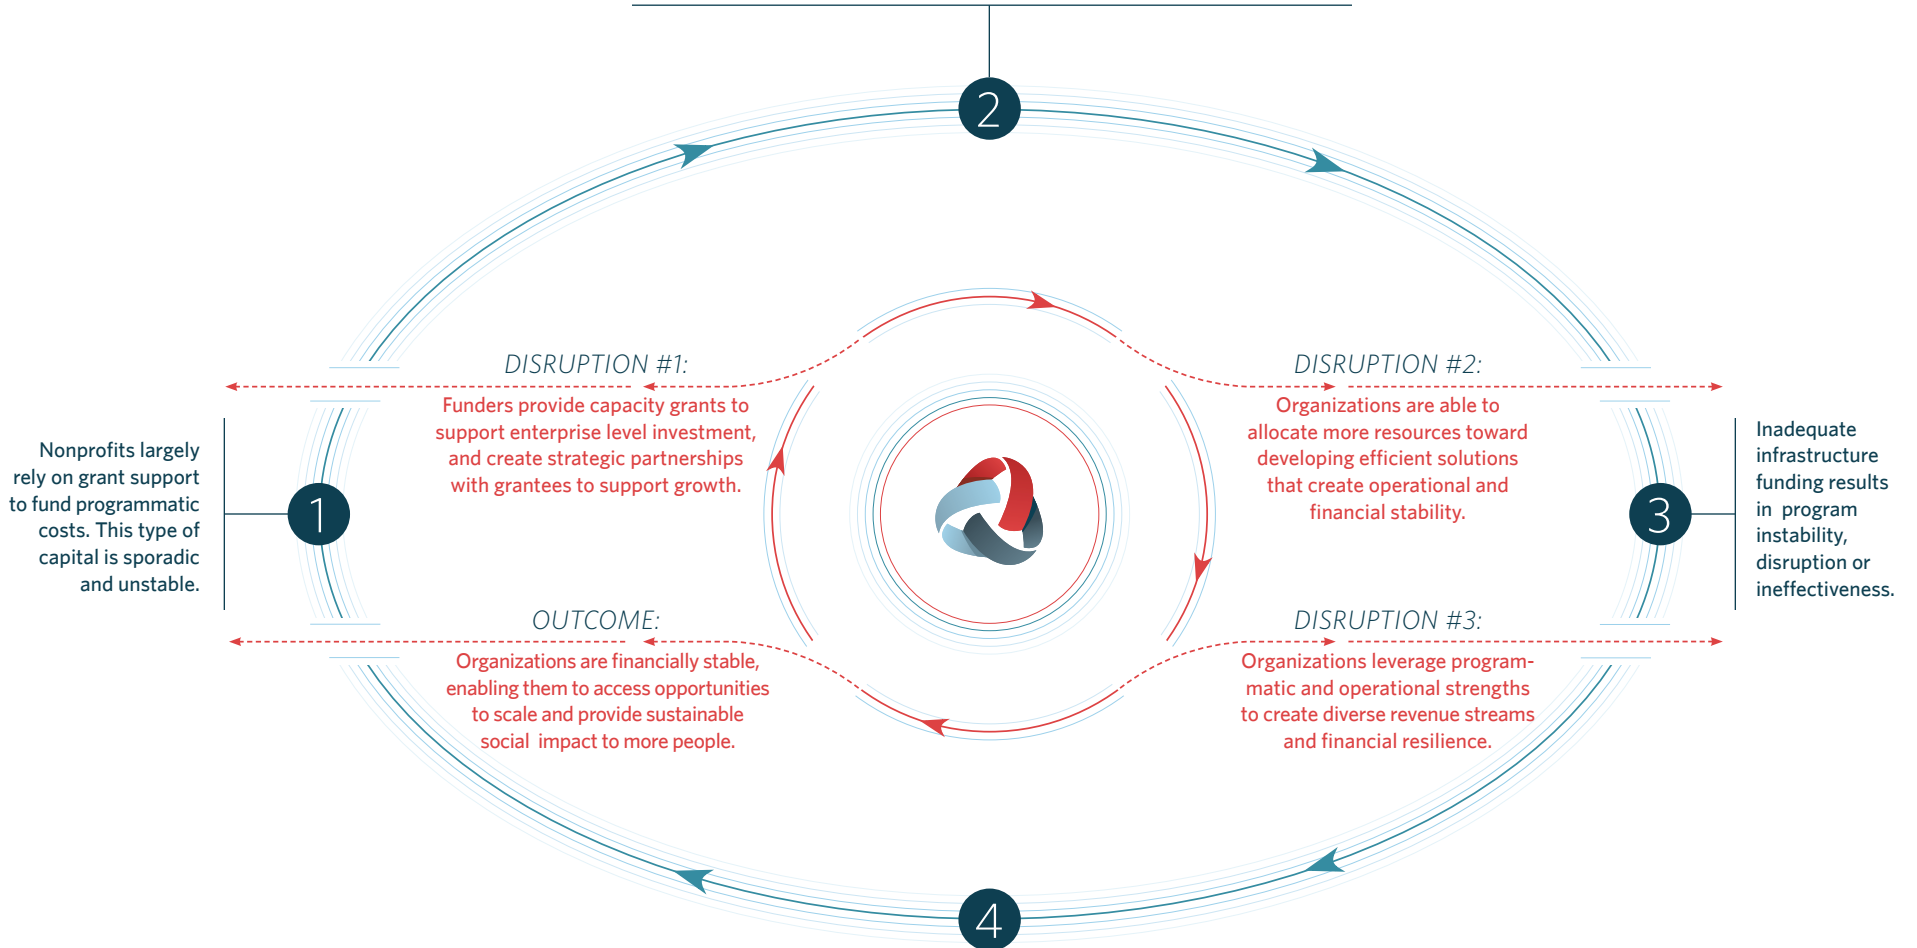 2
DISRUPTION #1:
Funders provide capacity grants to
support enterprise level investment,
and create strategic partnerships
with grantees to support growth.
DISRUPTION #2:
Organizations are able to
allocate more resources toward
developing efficient solutions
that create operational and
financial stability.
Nonprofits largely
rely on grant support
to fund programmatic
costs. This type of
capital is sporadic
and unstable.
1
3
Inadequate
infrastructure
funding results
in program
instability,
disruption or
ineffectiveness.
OUTCOME:
Organizations are financially stable,
enabling them to access opportunities
to scale and provide sustainable
social impact to more people.
DISRUPTION #3:
Organizations leverage program-
matic and operational strengths
to create diverse revenue streams
and financial resilience.
4